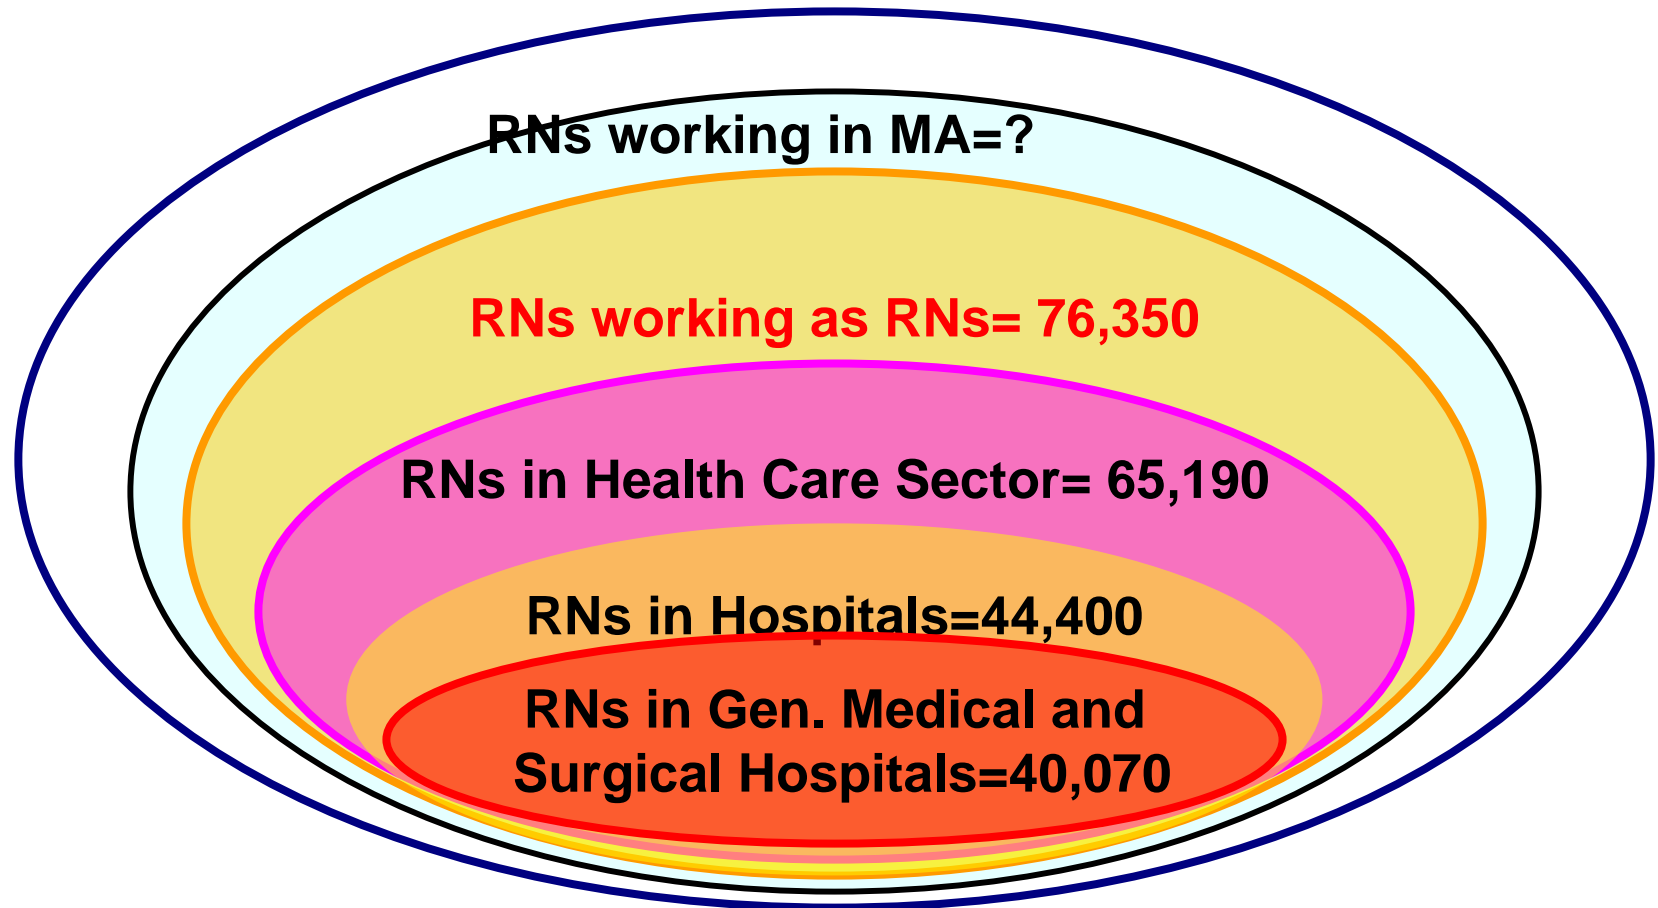 RNs working in MA=?
RNs working as RNs= 76,350
RNs in Health Care Sector= 65,190
RNs in Hospitals=44,400
RNs in Gen. Medical and
Surgical Hospitals=40,070